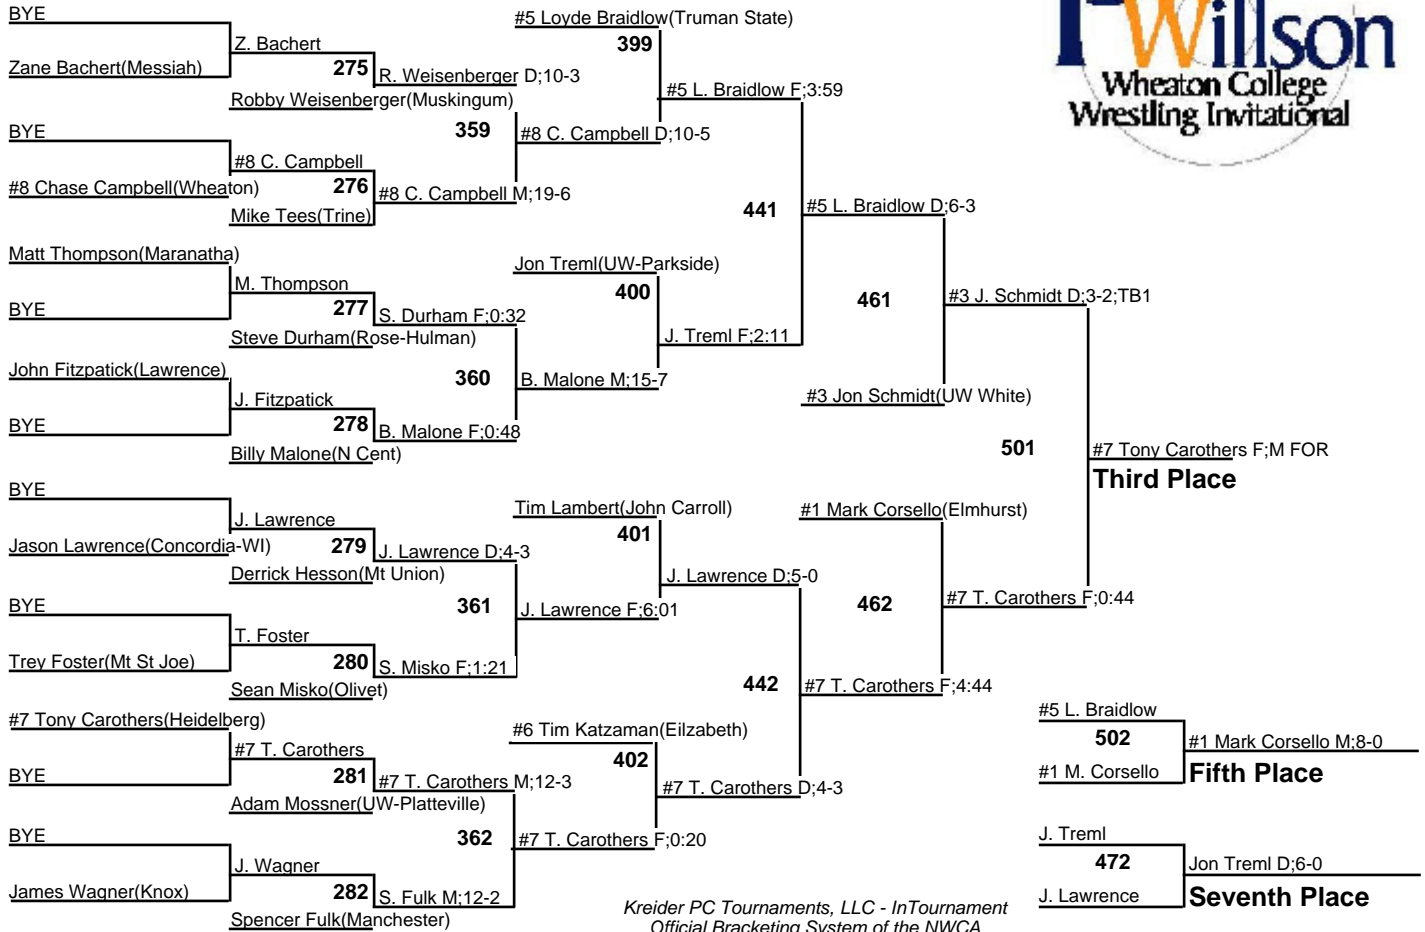 BYE
Z. Bachert
Zane Bachert(Messiah)
275
R. Weisenberger D;10-3
Robby Weisenberger(Muskingum)
359
BYE
#8 C. Campbell
#8 Chase Campbell(Wheaton)
276
#8 C. Campbell M;19-6
Mike Tees(Trine)
#8 C. Campbell D;10-5
#5 Loyde Braidlow(Truman State)
399
#5 L. Braidlow F;3:59
Matt Thompson(Maranatha)
M. Thompson
BYE
277
S. Durham F;0:32
Steve Durham(Rose-Hulman)
360
John Fitzpatick(Lawrence)
J. Fitzpatick
BYE
278
B. Malone F;0:48
Billy Malone(N Cent)
B. Malone M;15-7
Jon Treml(UW-Parkside)
400
J. Treml F;2:11
441
#5 L. Braidlow D;6-3
461
#3 Jon Schmidt(UW White)
#3 J. Schmidt D;3-2;TB1
501
#7 Tony Carothers F;M FOR
Third Place
BYE
J. Lawrence
Jason Lawrence(Concordia-WI)
279
J. Lawrence D;4-3
Derrick Hesson(Mt Union)
361
BYE
T. Foster
Trey Foster(Mt St Joe)
280
S. Misko F;1:21
Sean Misko(Olivet)
J. Lawrence F;6:01
Tim Lambert(John Carroll)
401
J. Lawrence D;5-0
#7 Tony Carothers(Heidelberg)
#7 T. Carothers
BYE
281
#7 T. Carothers M;12-3
Adam Mossner(UW-Platteville)
362
BYE
J. Wagner
James Wagner(Knox)
282
S. Fulk M;12-2
Spencer Fulk(Manchester)
#7 T. Carothers F;0:20
#6 Tim Katzaman(Eilzabeth)
402
#7 T. Carothers D;4-3
442
#7 T. Carothers F;4:44
#1 Mark Corsello(Elmhurst)
462
#7 T. Carothers F;0:44
#5 L. Braidlow
502
#1 M. Corsello
#1 Mark Corsello M;8-0
Fifth Place
J. Treml
472
J. Lawrence
Jon Treml D;6-0
Seventh Place
Willson
Wheaton College
Wrestling Invitational
Kreider PC Tournaments, LLC - InTournament
Official Bracketing System of the NWCA